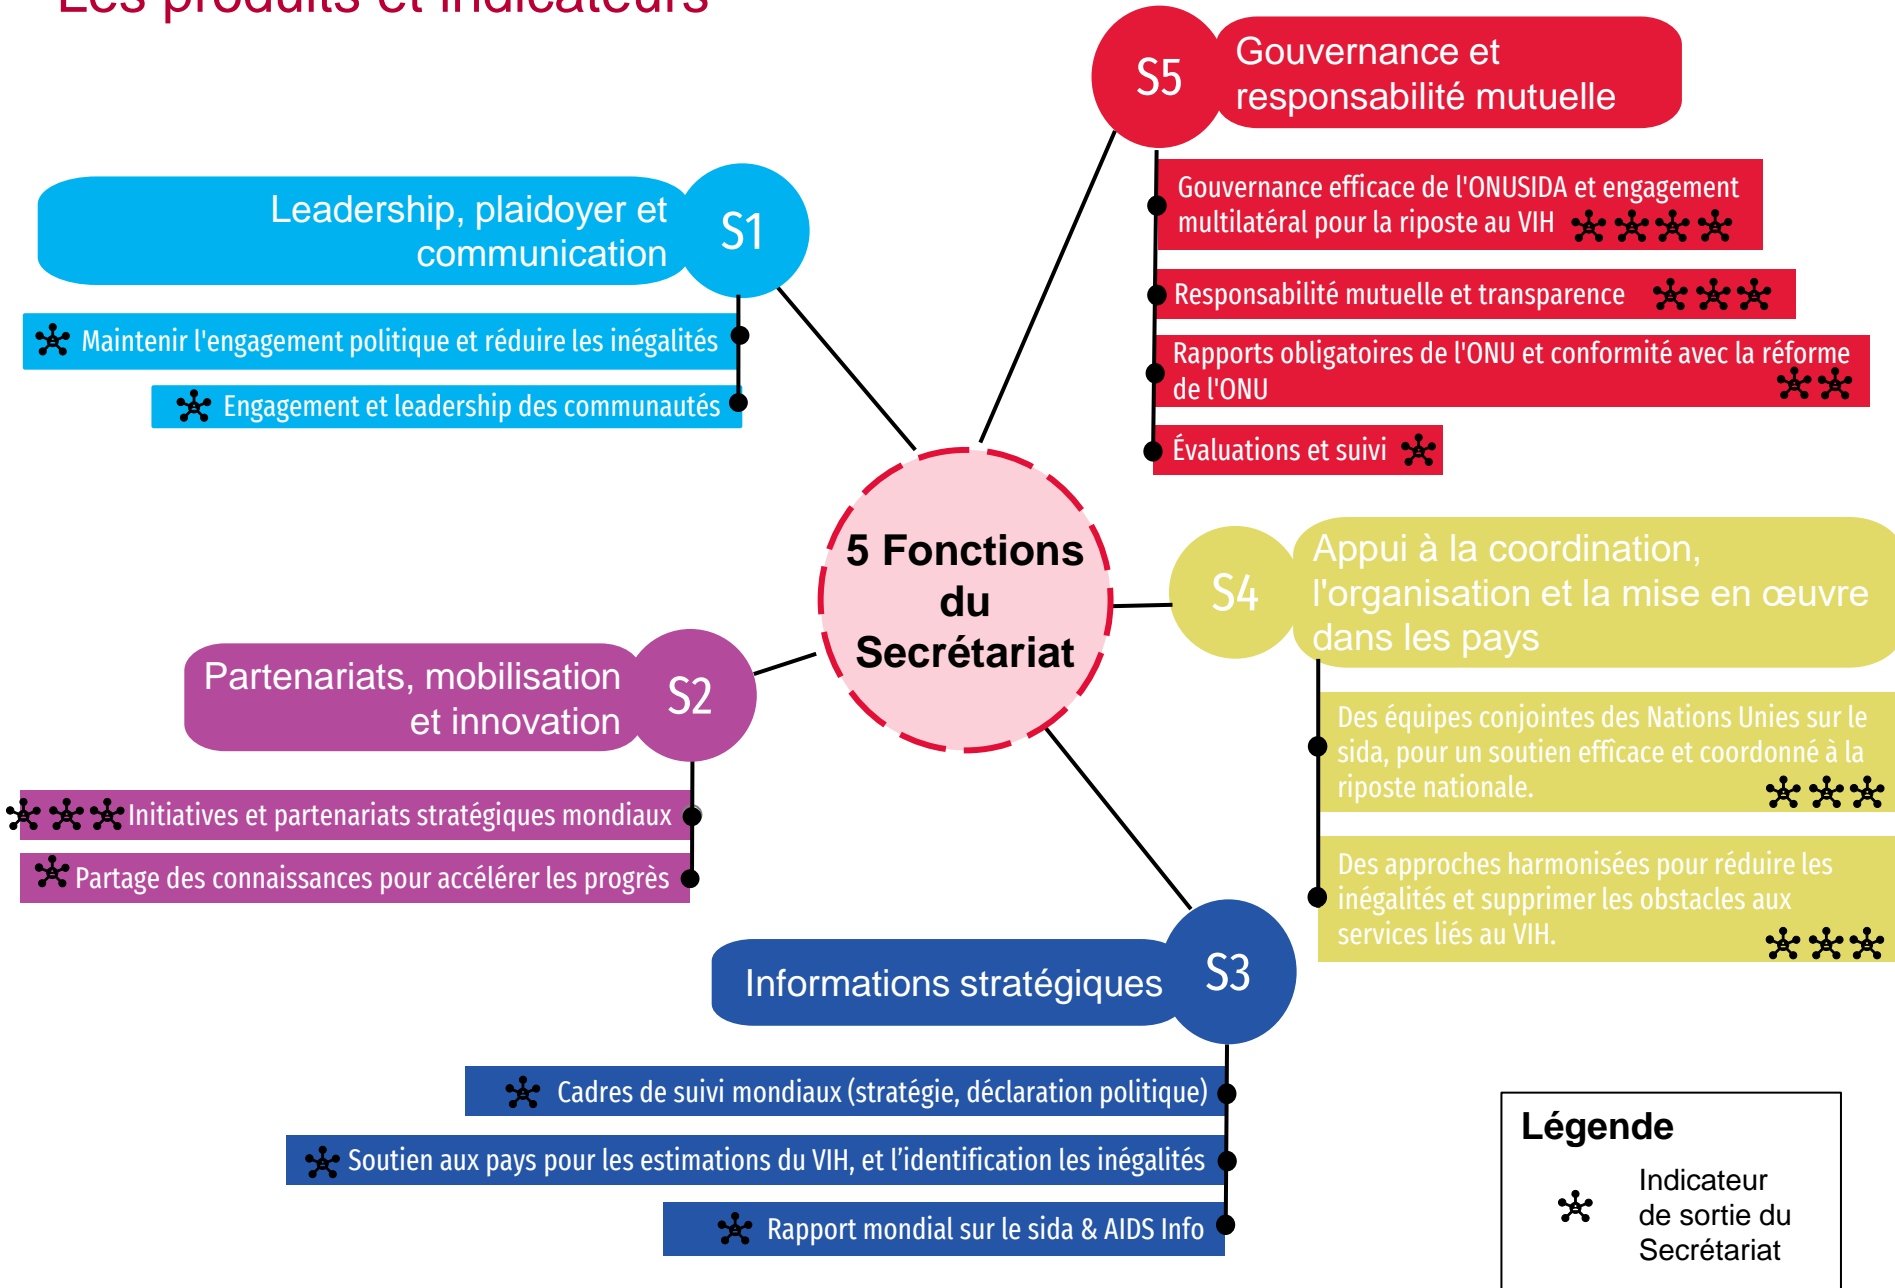 Les produits et indicateurs
S5
Gouvernance et
responsabilité mutuelle
Gouvernance efficace de l'ONUSIDA et engagement
multilatéral pour la riposte au VIH
Responsabilité mutuelle et transparence
Rapports obligatoires de l'ONU et conformité avec la réforme
de l'ONU
Évaluations et suivi
Leadership, plaidoyer et
communication
S1
Maintenir l'engagement politique et réduire les inégalités
Engagement et leadership des communautés
5 Fonctions
du
Secrétariat
S4
Appui à la coordination,
l'organisation et la mise en œuvre
dans les pays
Des équipes conjointes des Nations Unies sur le
sida, pour un soutien effîcace et coordonné à la
riposte nationale.
Des approches harmonisées pour réduire les
inégalités et supprimer les obstacles aux
services liés au VIH.
Partenariats, mobilisation
et innovation
S2
Initiatives et partenariats stratégiques mondiaux
Partage des connaissances pour accélérer les progrès
Informations stratégiques
S3
Cadres de suivi mondiaux (stratégie, déclaration politique)
Soutien aux pays pour les estimations du VIH, et l’identification les inégalités
Rapport mondial sur le sida & AIDS Info
Légende
Indicateur
de sortie du
Secrétariat